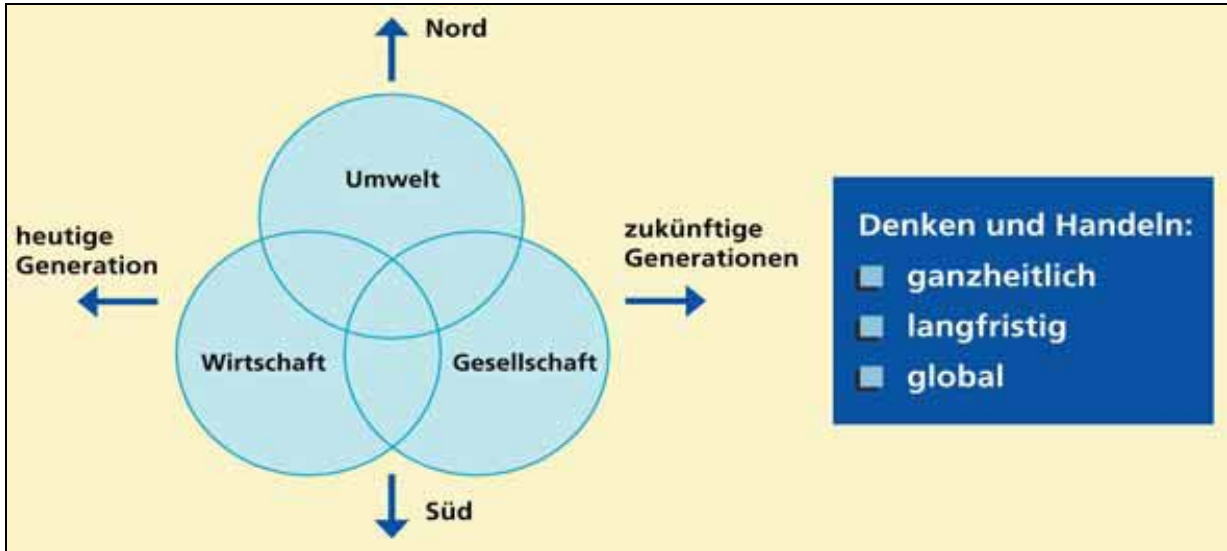 Nord
Umwelt
heutige
Generation
zukünftige
Generationen
Wirtschaft
Gesellschaft
Süd
Denken und Handeln:
ganzheitlich
langfristig
global